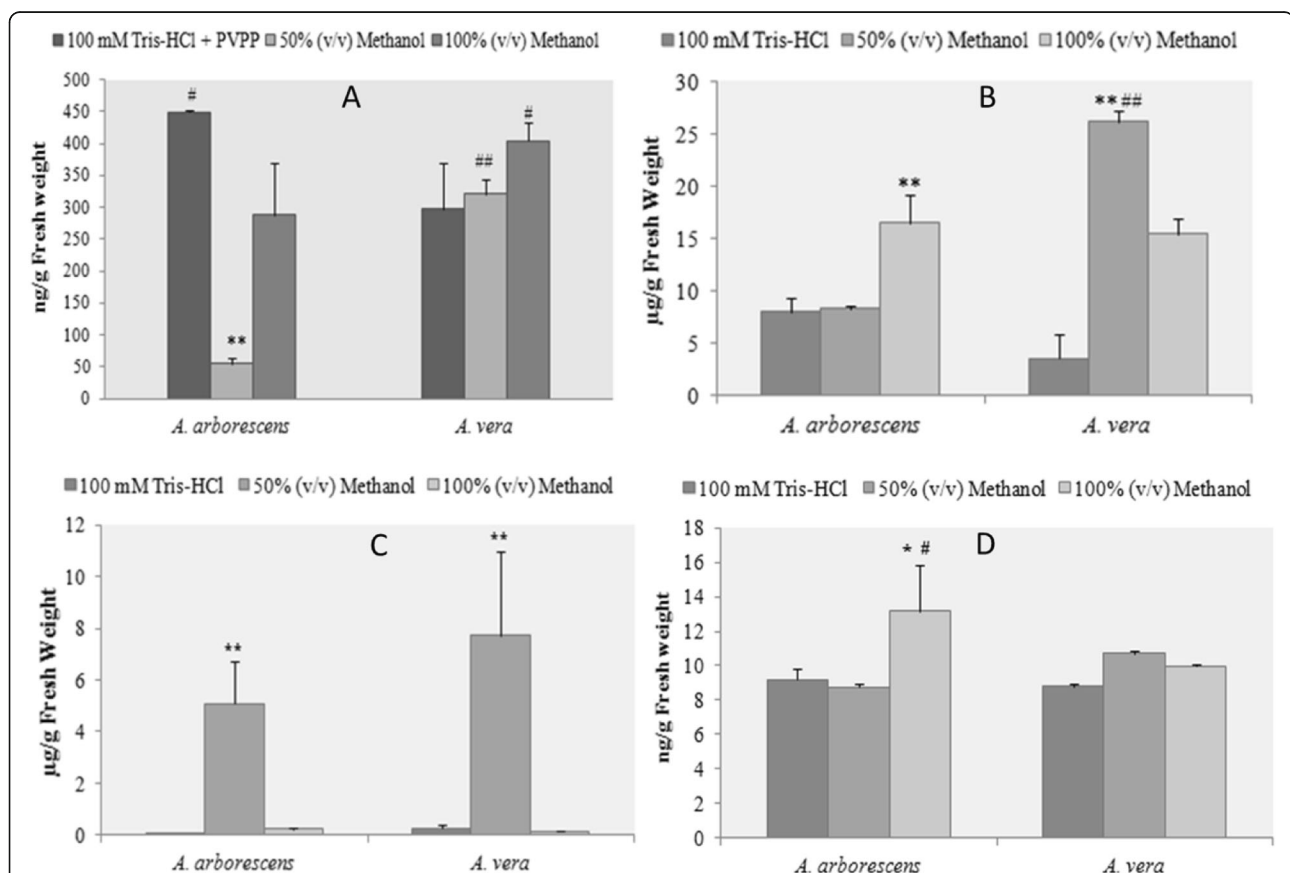 100 mM Tris-HCl + PVPP 50% (v/v) Methanol 100% (v/v) Methanol
A
ng/g Fresh weight
500
450
400
350
300
250
200
150
100
50
0
#
**
##
#
A. arborescens
A. vera
100 mM Tris-HCl 50% (v/v) Methanol 100% (v/v) Methanol
B
µg/g Fresh Weight
30
25
20
15
10
5
0
**
** ##
A. arborescens
A. vera
100 mM Tris-HCl 50% (v/v) Methanol 100% (v/v) Methanol
C
µg/g Fresh Weight
12
10
8
6
4
2
0
**
**
A. arborescens
A. vera
100 mM Tris-HCl 50% (v/v) Methanol 100% (v/v) Methanol
D
ng/g Fresh weight
18
16
14
12
10
8
6
4
2
0
* #
A. arborescens
A. vera